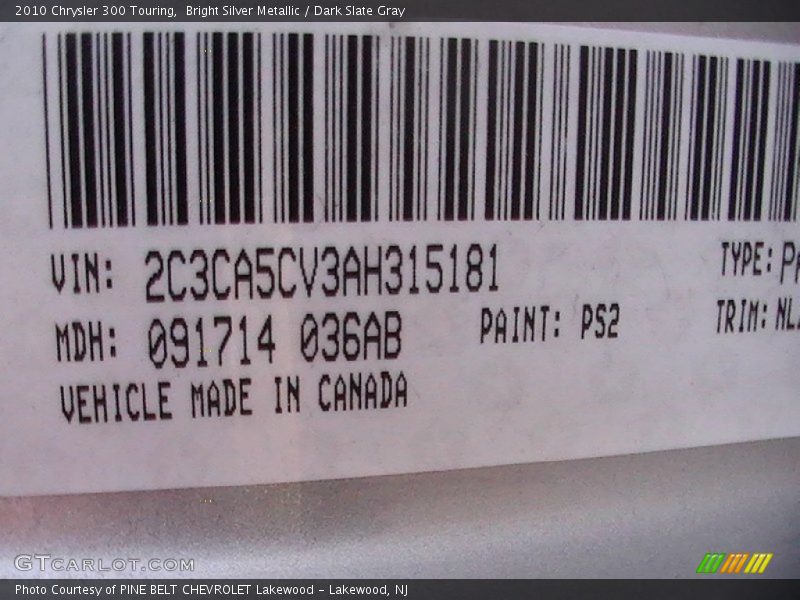 2010 Chrysler 300 Touring,  Bright Silver Metallic / Dark Slate Gray
VIN: 2C3CA5CV3AH315181 TYPE:
MDH: 091714 036AB PAINT: PS2 TRIM:
VEHICLE MADE IN CANADA
GTCARLOT.COM
Photo Courtesy of PINE BELT CHEVROLET Lakewood - Lakewood, NJ